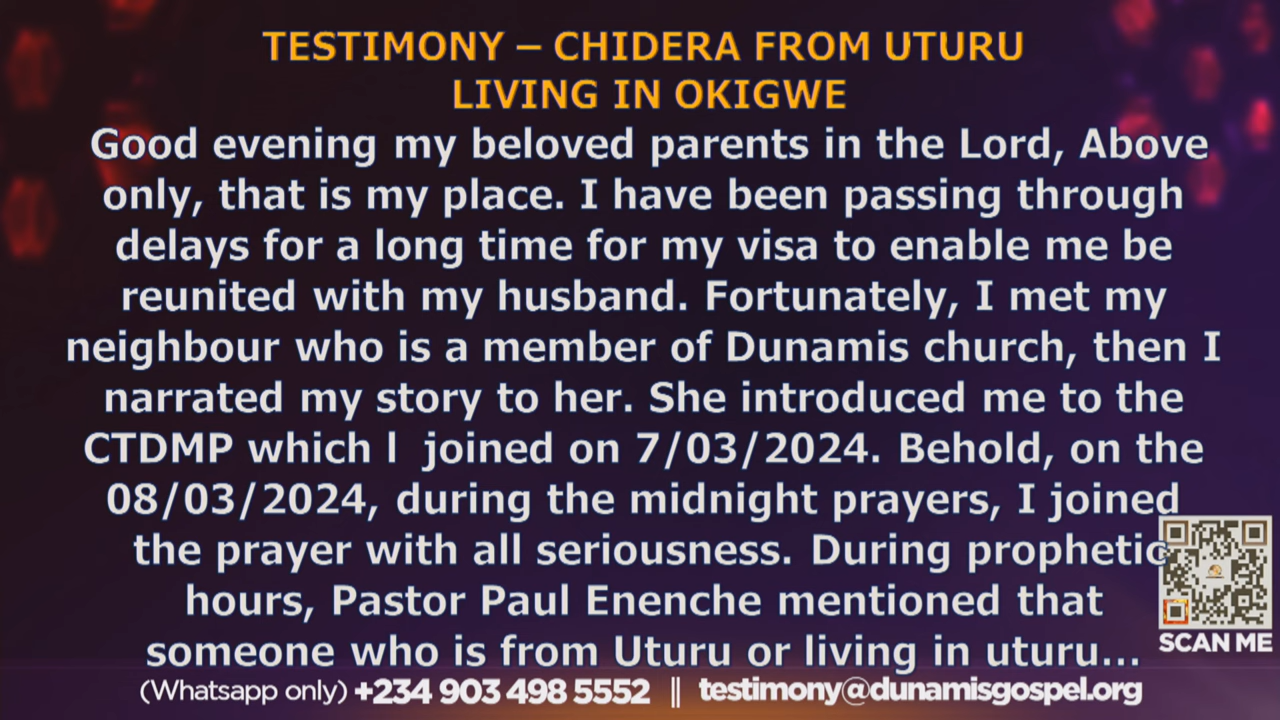 TESTIMONY – CHIDERA FROM UTURU
LIVING IN OKIGWE
Good evening my beloved parents in the Lord, Above
only, that is my place. I have been passing through
delays for a long time for my visa to enable me be
reunited with my husband. Fortunately, I met my
neighbour who is a member of Dunamis church, then I
narrated my story to her. She introduced me to the
CTDMP which l  joined on 7/03/2024. Behold, on the
08/03/2024, during the midnight prayers, I joined
the prayer with all seriousness. During prophetic
hours, Pastor Paul Enenche mentioned that
someone who is from Uturu or living in uturu...
SCAN ME
(Whatsapp only) +234 903 498 5552 || testimony@dunamisgospel.org